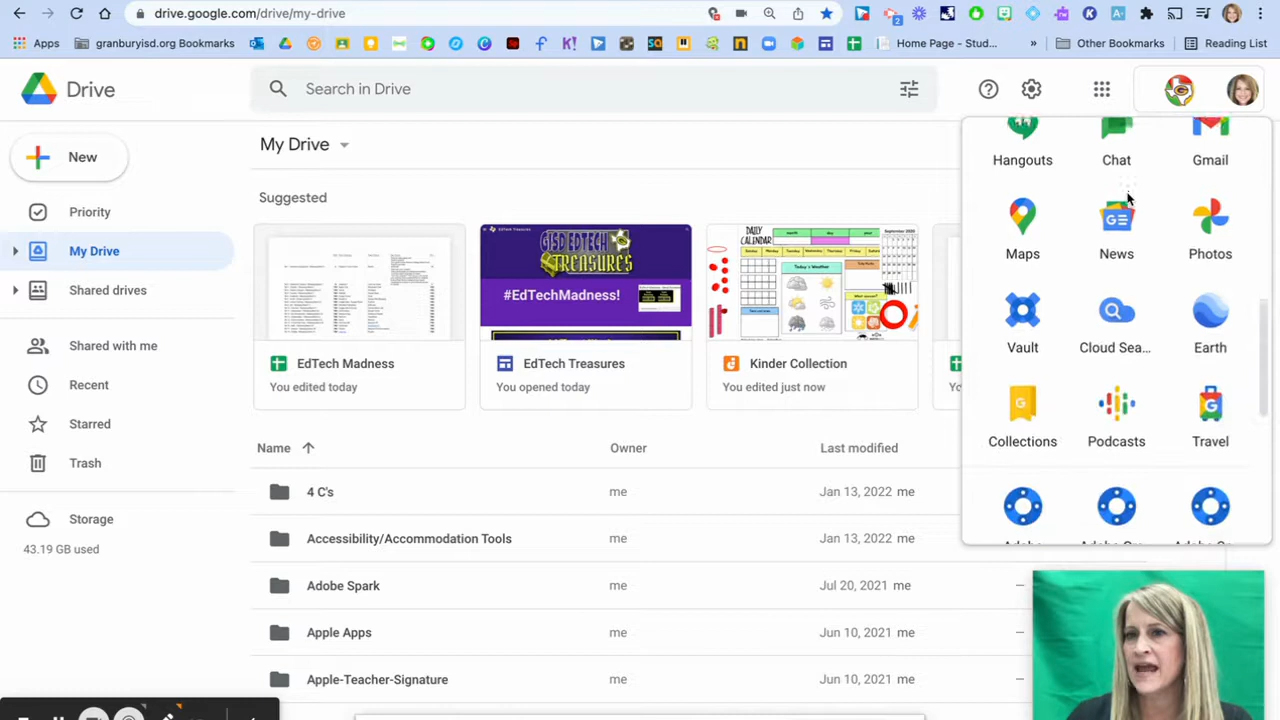 drive.google.com/drive/my-drive
Apps
granburyisd.org Bookmarks
Home Page - Stud...
Other Bookmarks
Reading List
Drive
Search in Drive
New
My Drive
Hangouts
Chat
Gmail
Suggested
Priority
My Drive
Shared drives
Maps
News
Photos
GISD EDTECH
TREASURES
#EdTechMadness!
DAILY CALENDAR
Today's Weather
Vault
Cloud Sea...
Earth
EdTech Madness
You edited today
EdTech Treasures
You opened today
Kinder Collection
You edited just now
Yo
Shared with me
Recent
Starred
Trash
Storage
43.19 GB used
Collections
Podcasts
Travel
Name
Owner
Last modified
4 C's
me
Jan 13, 2022 me
Accessibility/Accommodation Tools
me
Jan 13, 2022 me
Adobe Spark
me
Jul 20, 2021 me
—
Apple Apps
me
Jun 10, 2021 me
—
Apple-Teacher-Signature
me
Jun 10, 2021 me
—